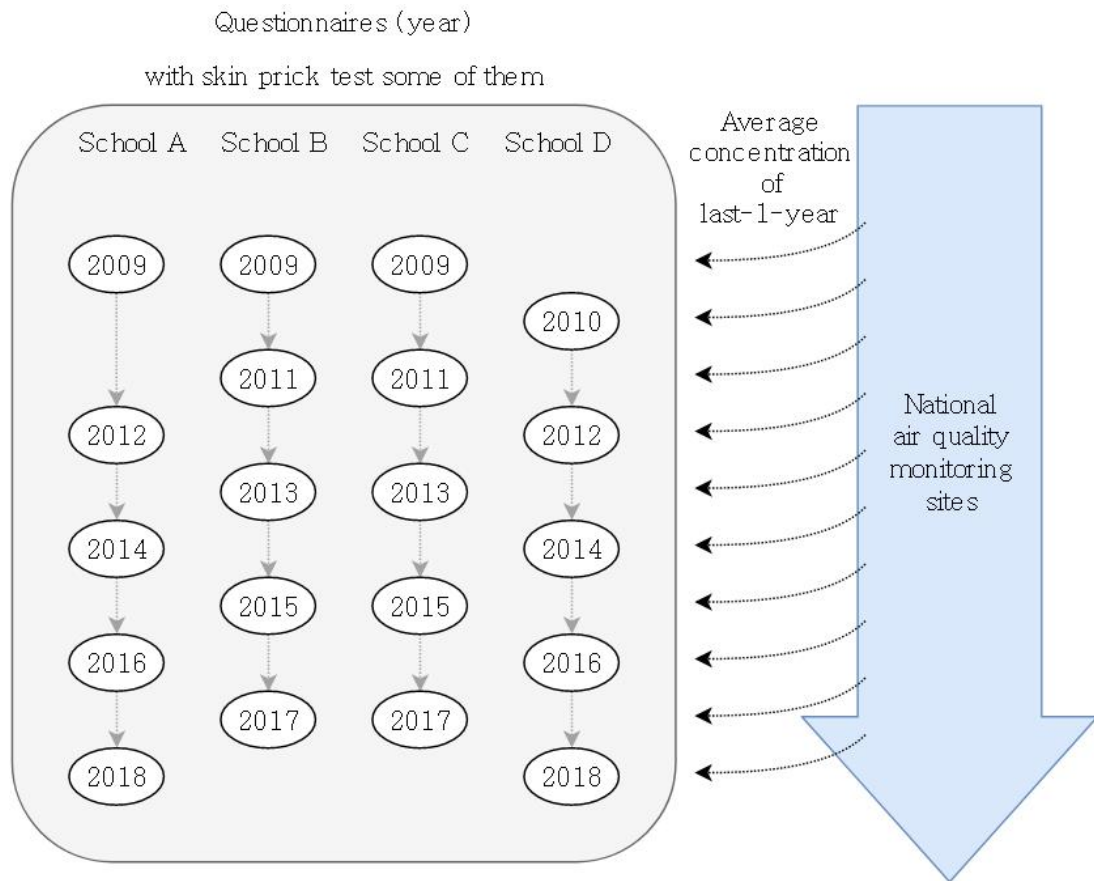 Questionnaires (year)
with skin prick test some of them
School A School B School C School D
Average
concentration
of
last-1-year
2009 2009 2009
2010
2011 2011
2012 2012
National
air quality
monitoring
sites
2013 2013
2014 2014
2015 2015
2016 2016
2017 2017
2018 2018